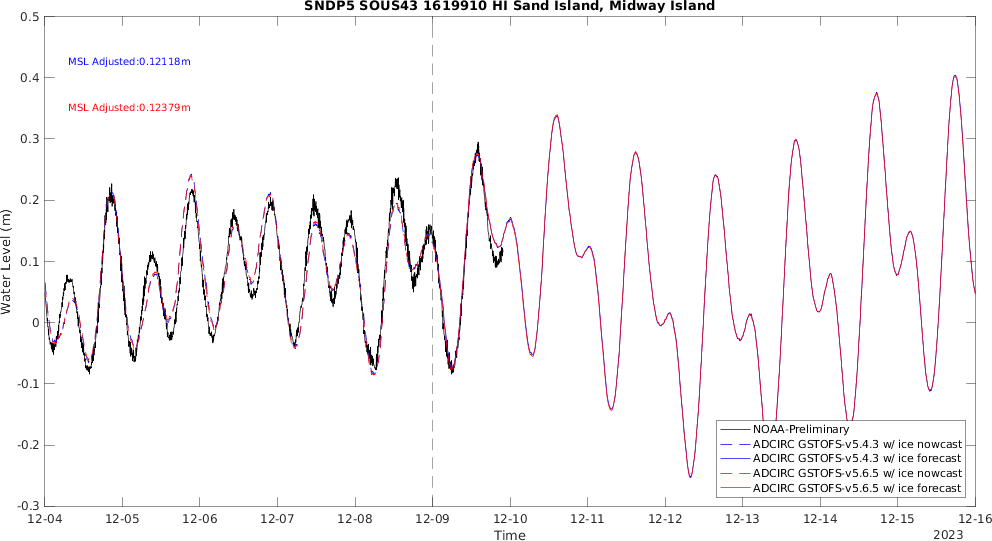 SNDP5 SOUS43 1619910 HI Sand Island, Midway Island
MSL Adjusted:0.12118m
MSL Adjusted:0.12379m
Water Level (m)
0.5
0.4
0.3
0.2
0.1
0
-0.1
-0.2
-0.3
NOAA-Preliminary
ADCIRC GSTOFS-v5.4.3 w/ ice nowcast
ADCIRC GSTOFS-v5.4.3 w/ ice forecast
ADCIRC GSTOFS-v5.6.5 w/ ice nowcast
ADCIRC GSTOFS-v5.6.5 w/ ice forecast
12-04 12-05 12-06 12-07 12-08 12-09 12-10 12-11 12-12 12-13 12-14 12-15 12-16
Time
2023